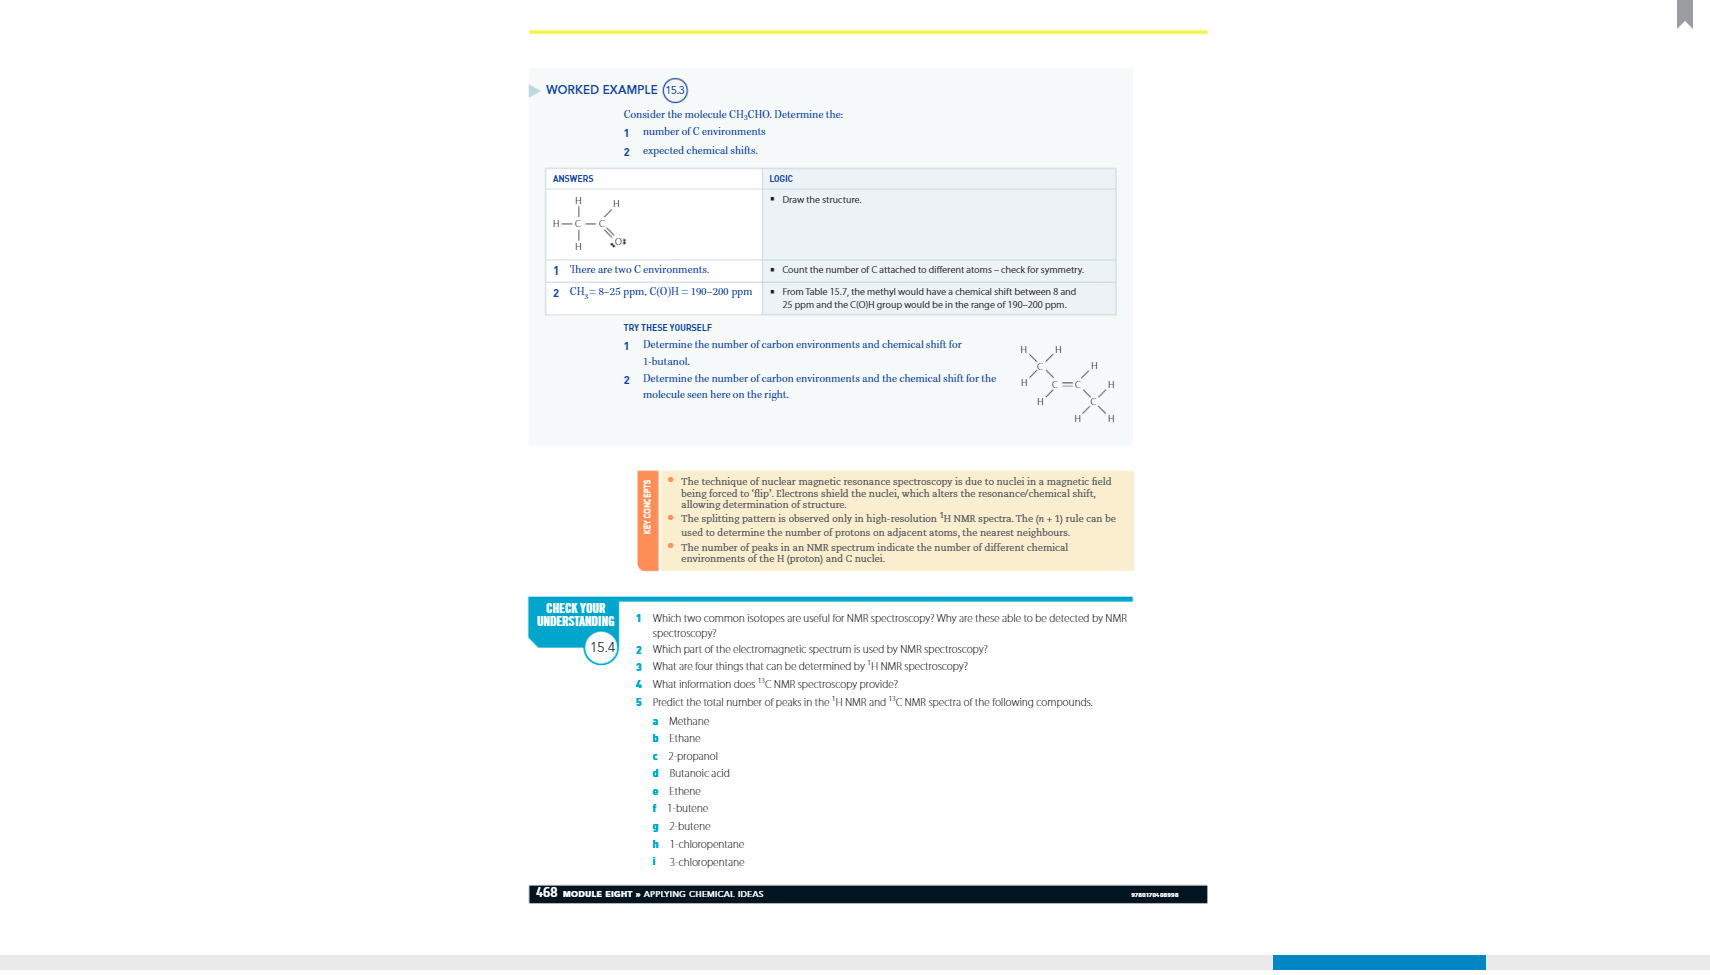 WORKED EXAMPLE 15.3
Consider the molecule CH₃CHO. Determine the:
1 number of C environments
2 expected chemical shifts.
ANSWERS
LOGIC
H H
H C C
H O
▪ Draw the structure.
1 There are two C environments.
▪ Count the number of C attached to different atoms – check for symmetry.
2 CH₃ = 8–25 ppm, C(O)H = 190–200 ppm
▪ From Table 15.7, the methyl would have a chemical shift between 8 and
25 ppm and the C(O)H group would be in the range of 190–200 ppm.
TRY THESE YOURSELF
1 Determine the number of carbon environments and chemical shift for
1-butanol.
2 Determine the number of carbon environments and the chemical shift for the
molecule seen here on the right.
H H
C H
H C=C H
H C
H H
KEY CONCEPTS
• The technique of nuclear magnetic resonance spectroscopy is due to nuclei in a magnetic field
being forced to 'flip'. Electrons shield the nuclei, which alters the resonance/chemical shift,
allowing determination of structure.
• The splitting pattern is observed only in high-resolution ¹H NMR spectra. The (n + 1) rule can be
used to determine the number of protons on adjacent atoms, the nearest neighbours.
• The number of peaks in an NMR spectrum indicate the number of different chemical
environments of the H (proton) and C nuclei.
CHECK YOUR
UNDERSTANDING
15.4
1 Which two common isotopes are useful for NMR spectroscopy? Why are these able to be detected by NMR
spectroscopy?
2 Which part of the electromagnetic spectrum is used by NMR spectroscopy?
3 What are four things that can be determined by ¹H NMR spectroscopy?
4 What information does ¹³C NMR spectroscopy provide?
5 Predict the total number of peaks in the ¹H NMR and ¹³C NMR spectra of the following compounds.
a Methane
b Ethane
c 2-propanol
d Butanoic acid
e Ethene
f 1-butene
g 2-butene
h 1-chloropentane
i 3-chloropentane
468 MODULE EIGHT » APPLYING CHEMICAL IDEAS
9780170408998